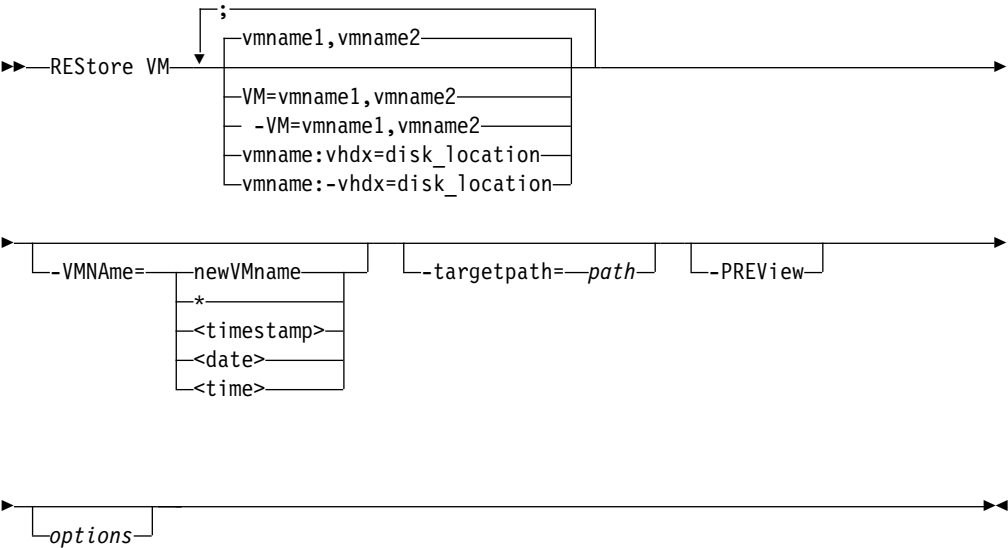 ;
vmname1,vmname2
REStore VM
VM=vmname1,vmname2
-VM=vmname1,vmname2
vmname:vhdx=disk_location
vmname:-vhdx=disk_location
-VMNAme= newVMname -targetpath= path -PREView
*
<timestamp>
<date>
<time>
options